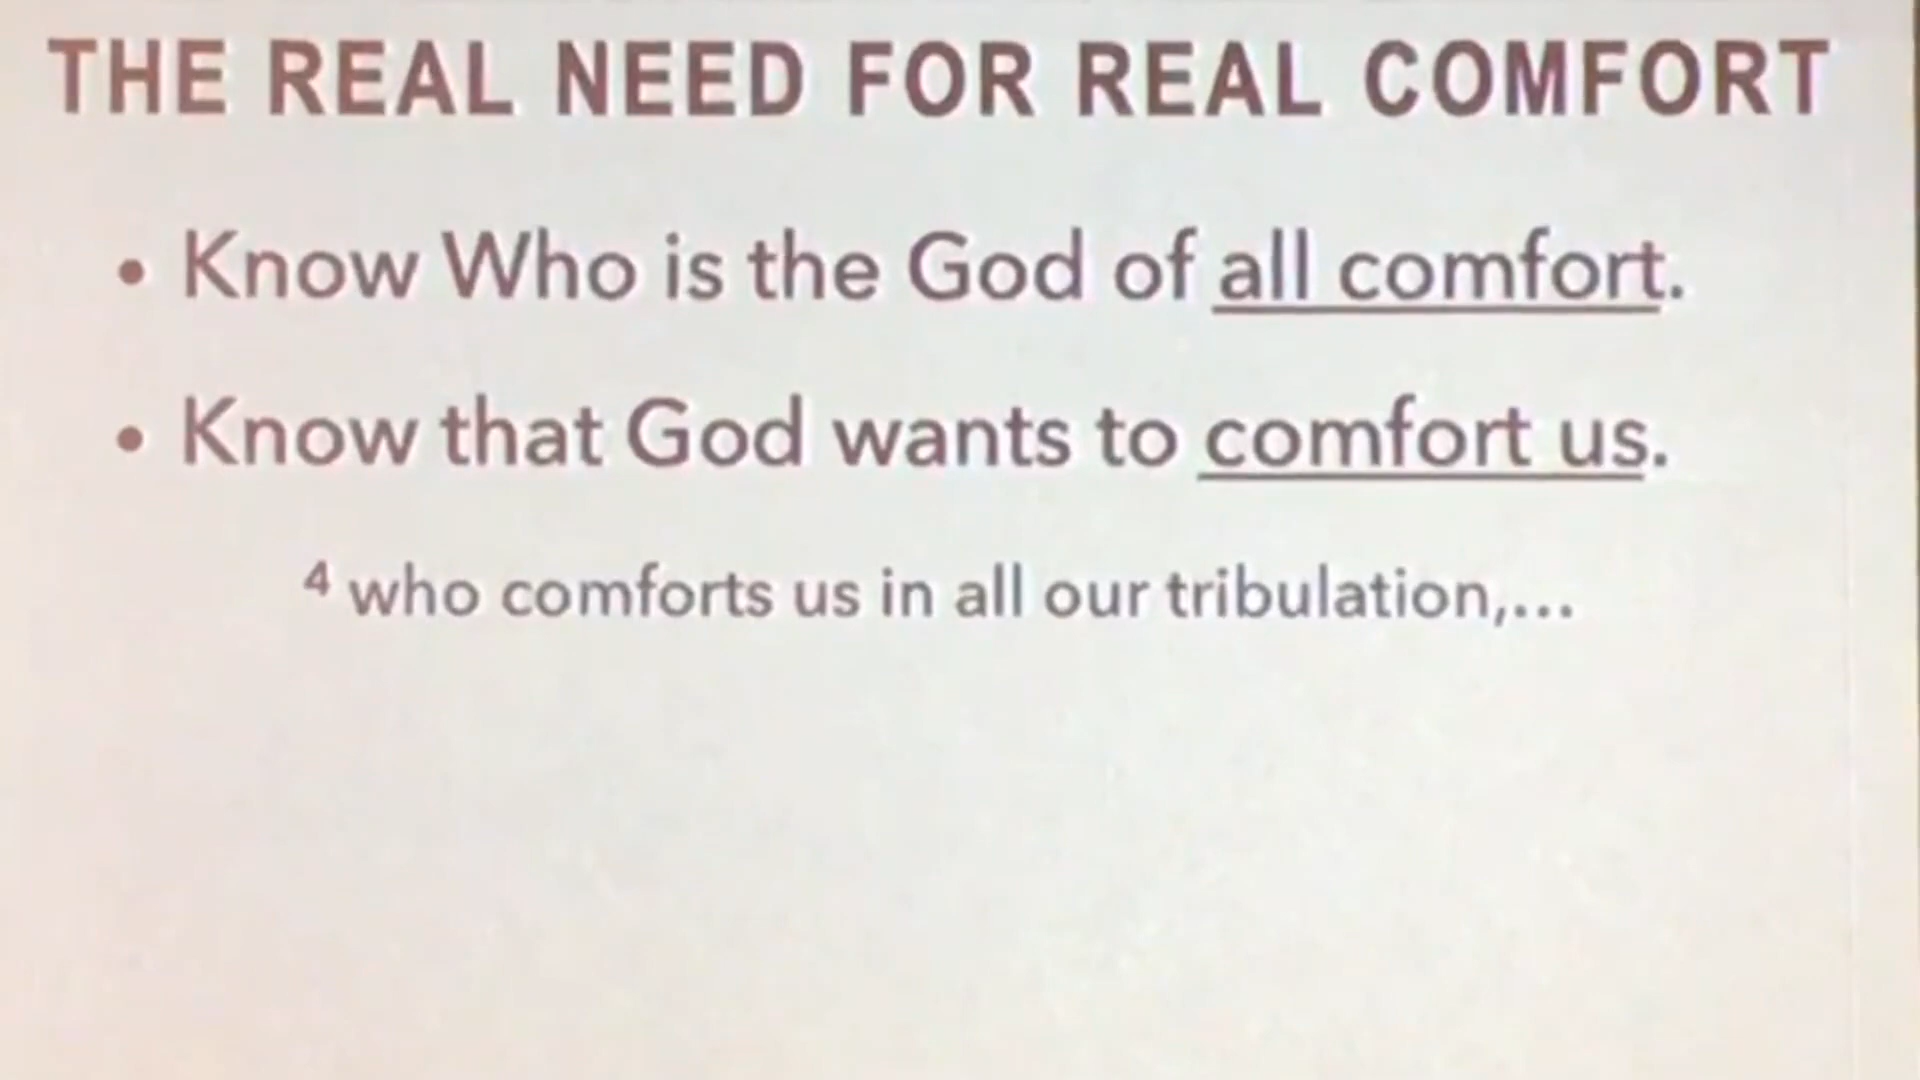 THE REAL NEED FOR REAL COMFORT
• Know Who is the God of all comfort.
• Know that God wants to comfort us.
4 who comforts us in all our tribulation,...